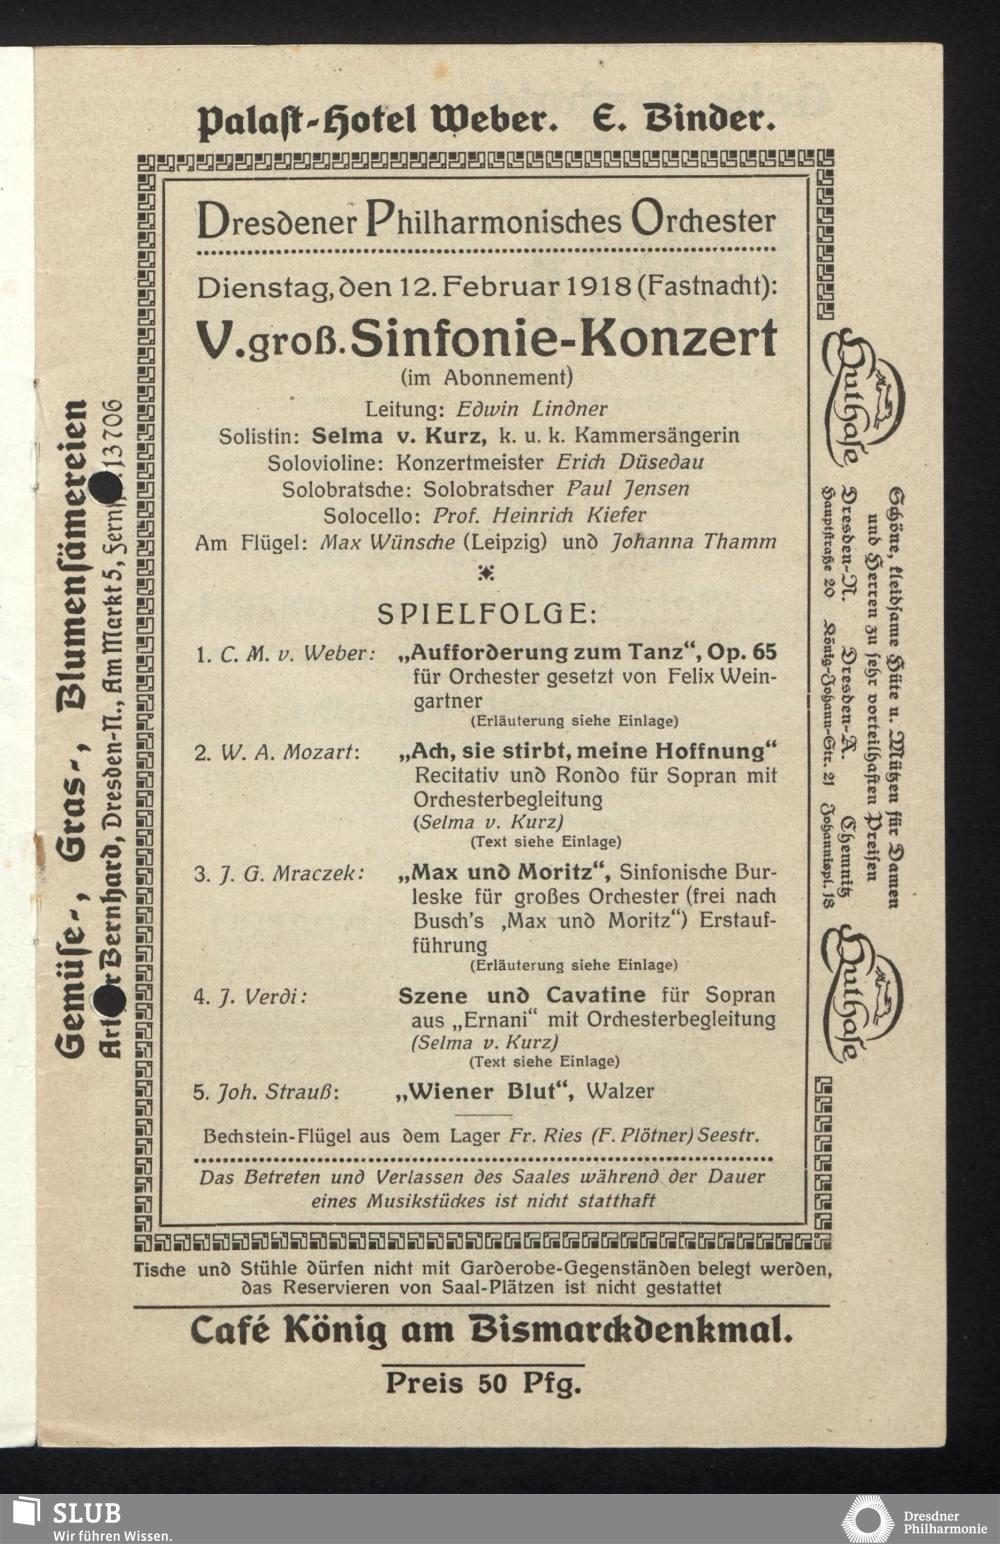 Palast-Hotel Weber. E. Binder.
Dresdener Philharmonisches Orchester
Dienstag, den 12. Februar 1918 (Fastnacht):
V. groß. Sinfonie-Konzert
(im Abonnement)
Leitung: Edwin Lindner
Solistin: Selma v. Kurz, k. u. k. Kammersängerin
Solovioline: Konzertmeister Erich Düsedau
Solobratsche: Solobratscher Paul Jensen
Solocello: Prof. Heinrich Kiefer
Am Flügel: Max Wünsche (Leipzig) und Johanna Thamm
SPIELFOLGE:
1. C. M. v. Weber: „Aufforderung zum Tanz“, Op. 65
für Orchester gesetzt von Felix Wein-
gartner
(Erläuterung siehe Einlage)
2. W. A. Mozart: „Ach, sie stirbt, meine Hoffnung“
Recitativ und Rondo für Sopran mit
Orchesterbegleitung
(Selma v. Kurz)
(Text siehe Einlage)
3. J. G. Mraczek: „Max und Moritz“, Sinfonische Bur-
leske für großes Orchester (frei nach
Busch's ‚Max und Moritz“) Erstauf-
führung
(Erläuterung siehe Einlage)
4. J. Verdi: Szene und Cavatine für Sopran
aus „Ernani“ mit Orchesterbegleitung
(Selma v. Kurz)
(Text siehe Einlage)
5. Joh. Strauß: „Wiener Blut“, Walzer
Bechstein-Flügel aus dem Lager Fr. Ries (F. Plötner) Seestr.
Das Betreten und Verlassen des Saales während der Dauer
eines Musikstückes ist nicht statthaft
Tische und Stühle dürfen nicht mit Garderobe-Gegenständen belegt werden,
das Reservieren von Saal-Plätzen ist nicht gestattet
Café König am Bismarckdenkmal.
Preis 50 Pfg.
Gemüse-, Gras-, Blumensämereien
Bernhard, Dresden-N., Am Markt 5, 13706
Huthase
Schöne, kleidsame Hüte u. Mützen für Damen
und Herren zu sehr vorteilhaften Preisen
Dresden-N. Dresden-A. Chemnitz
Hauptstraße 20 König-Johann-Str. 21 Johannispl. 18
Huthase
SLUB
Wir führen Wissen.
Dresdner
Philharmonie